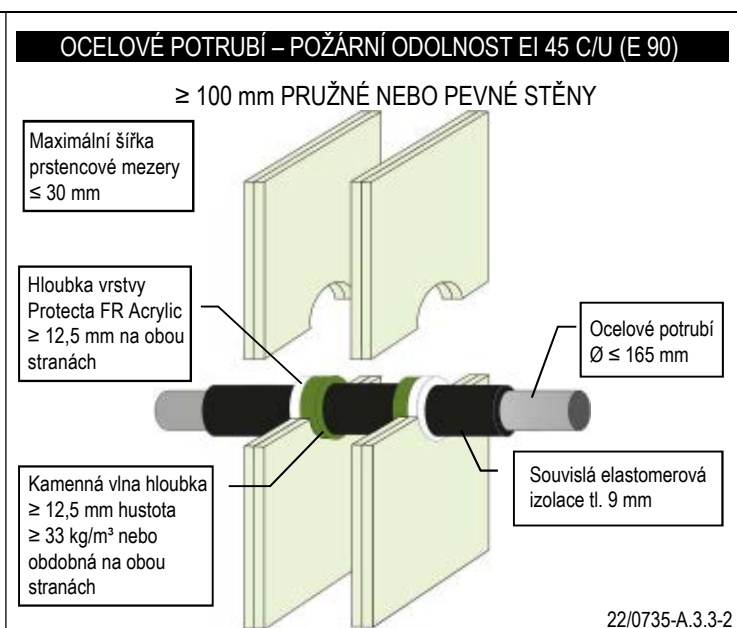 OCELOVÉ POTRUBÍ – POŽÁRNÍ ODOLNOST EI 45 C/U (E 90)
≥ 100 mm PRUŽNÉ NEBO PEVNÉ STĚNY
Maximální šířka
prstencové mezery
≤ 30 mm
Hloubka vrstvy
Protecta FR Acrylic
≥ 12,5 mm na obou
stranách
Ocelové potrubí
Ø ≤ 165 mm
Kamenná vlna hloubka
≥ 12,5 mm hustota
≥ 33 kg/m³ nebo
obdobná na obou
stranách
Souvislá elastomerová
izolace tl. 9 mm
22/0735-A.3.3-2